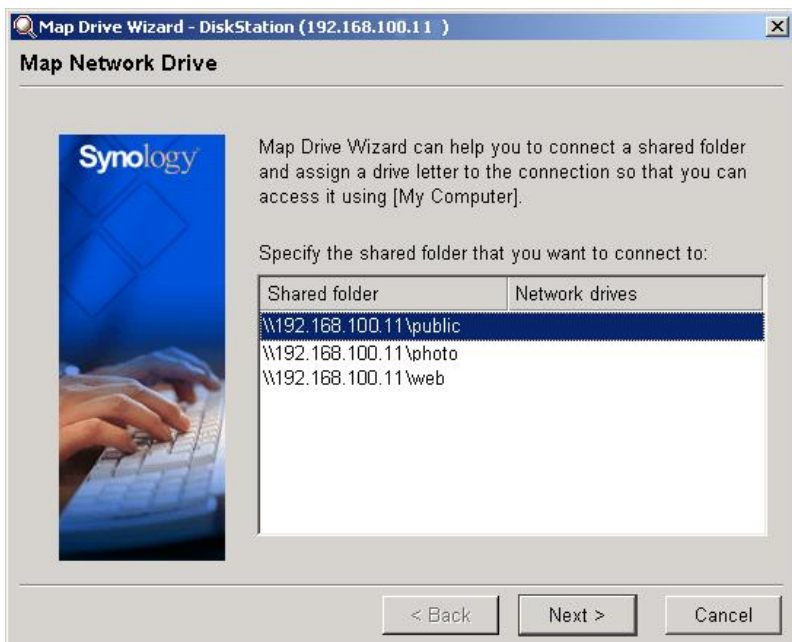 Map Drive Wizard - DiskStation (192.168.100.11 )
Map Network Drive
Synology
Map Drive Wizard can help you to connect a shared folder
and assign a drive letter to the connection so that you can
access it using [My Computer].
Specify the shared folder that you want to connect to:
Shared folder Network drives
\\192.168.100.11\public
\\192.168.100.11\photo
\\192.168.100.11\web
< Back Next > Cancel